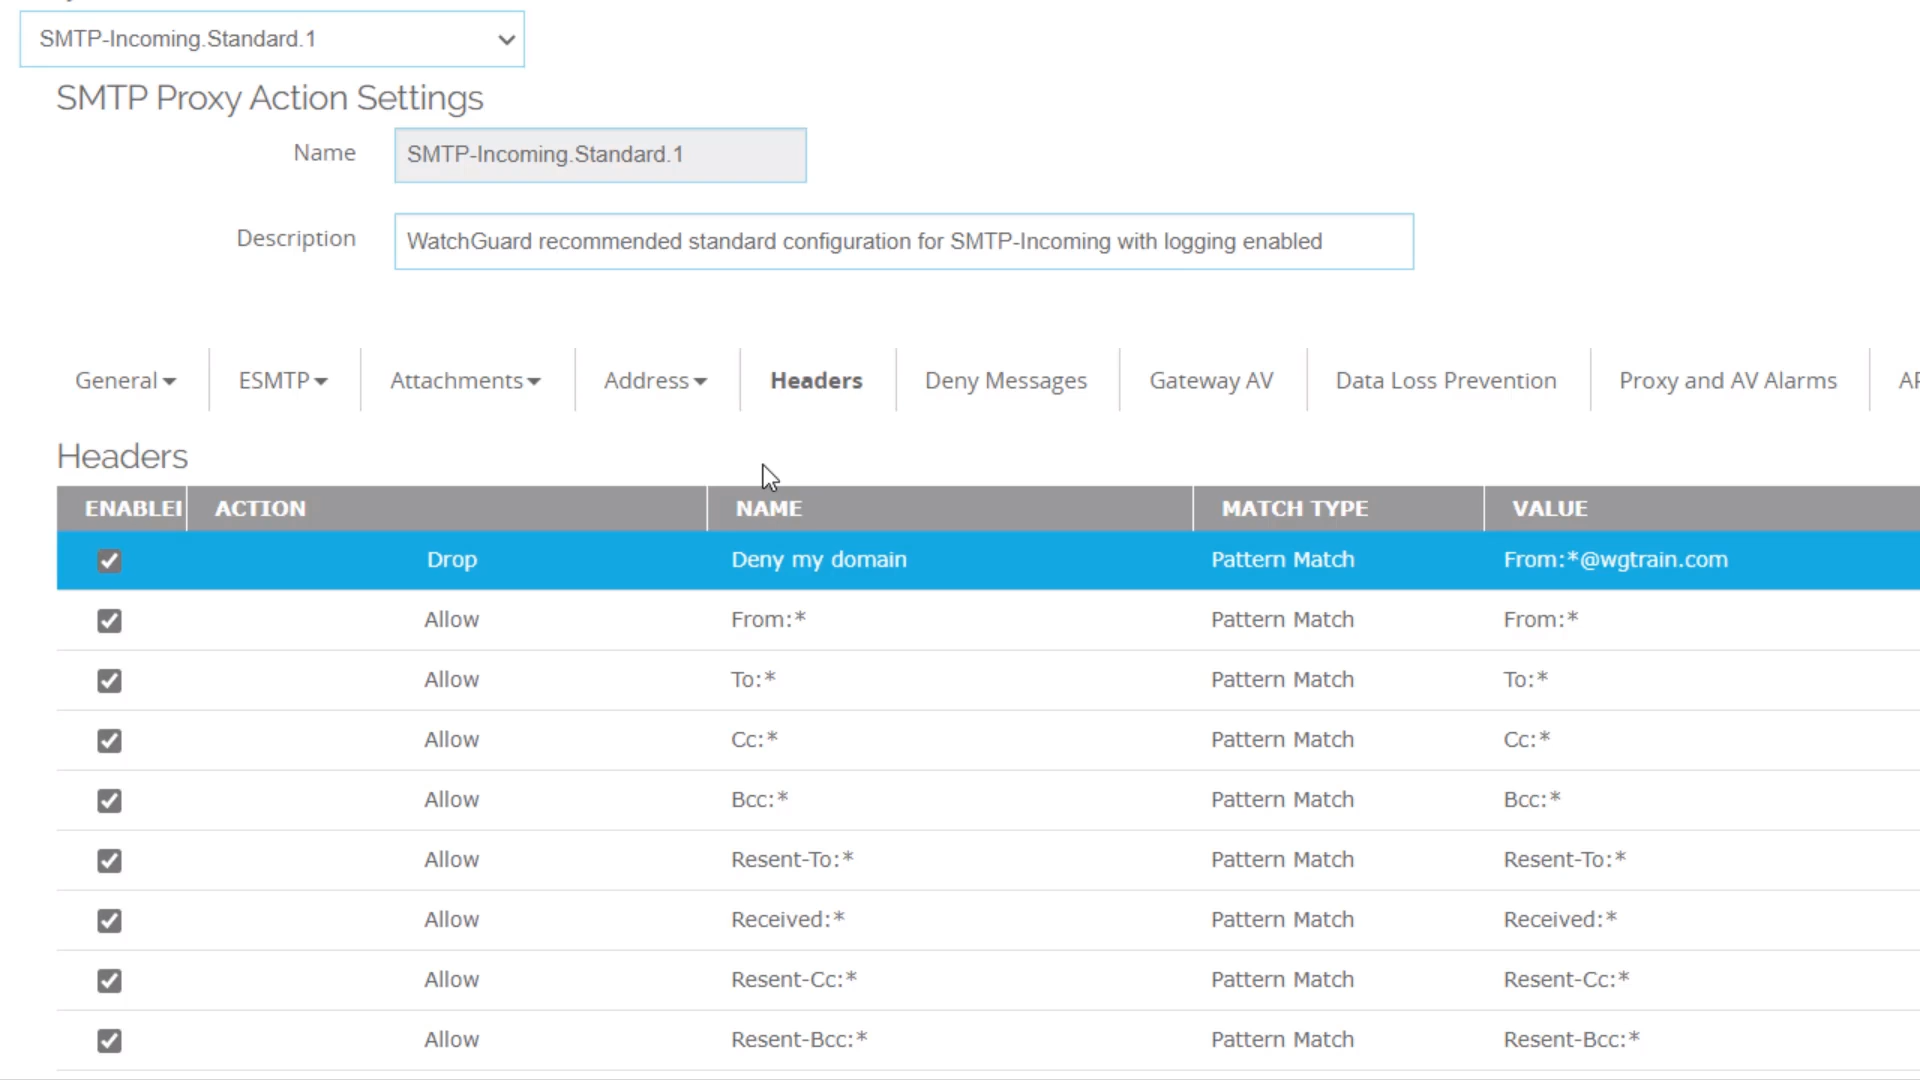 SMTP-Incoming.Standard.1
SMTP Proxy Action Settings
Name SMTP-Incoming.Standard.1
Description WatchGuard recommended standard configuration for SMTP-Incoming with logging enabled
General ESMTP Attachments Address Headers Deny Messages Gateway AV Data Loss Prevention Proxy and AV Alarms
Headers
ENABLE ACTION NAME MATCH TYPE VALUE
Drop Deny my domain Pattern Match From:*@wgtrain.com
Allow From:* Pattern Match From:*
Allow To:* Pattern Match To:*
Allow Cc:* Pattern Match Cc:*
Allow Bcc:* Pattern Match Bcc:*
Allow Resent-To:* Pattern Match Resent-To:*
Allow Received:* Pattern Match Received:*
Allow Resent-Cc:* Pattern Match Resent-Cc:*
Allow Resent-Bcc:* Pattern Match Resent-Bcc:*